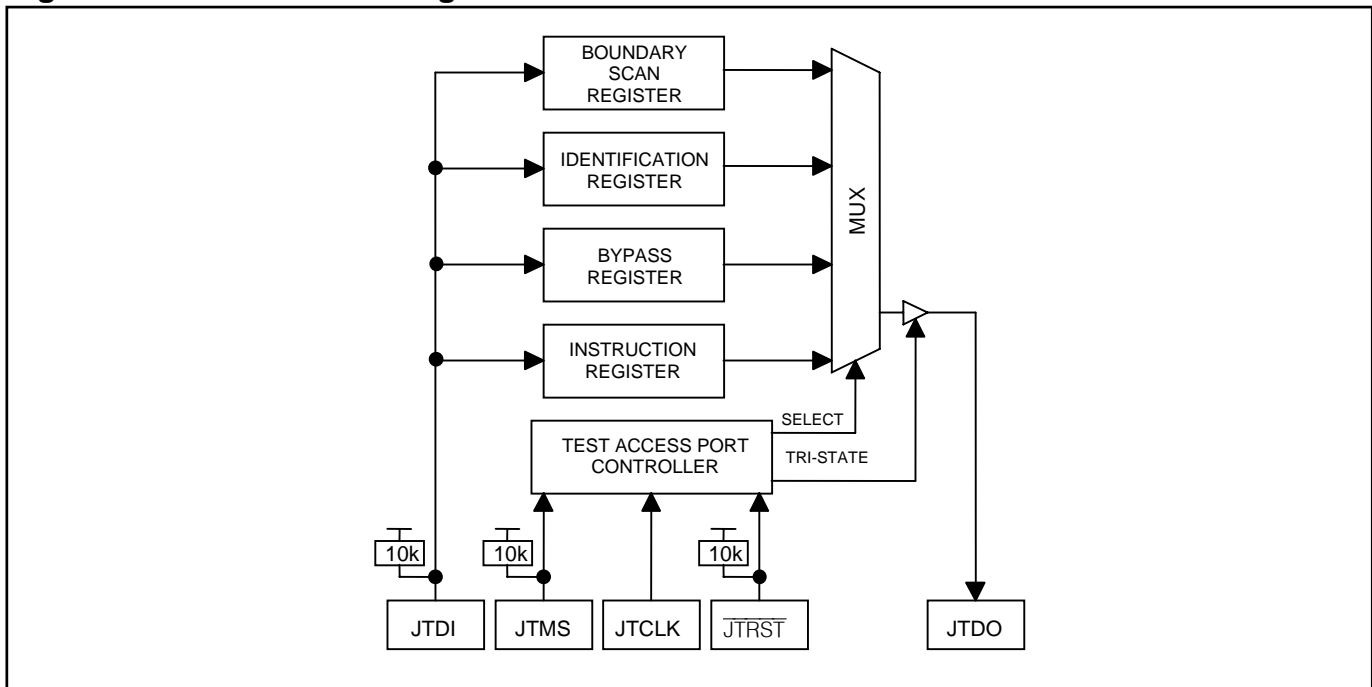 BOUNDARY
SCAN
REGISTER
IDENTIFICATION
REGISTER
BYPASS
REGISTER
INSTRUCTION
REGISTER
MUX
SELECT
TEST ACCESS PORT
CONTROLLER
TRI-STATE
10k
10k
10k
JTDI
JTMS
JTCLK
JTRST
JTDO